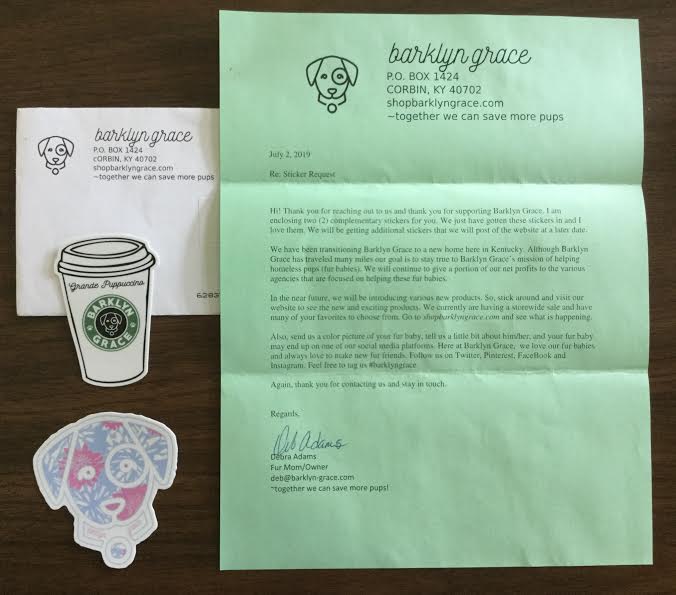 barklyn grace
P.O. BOX 1424
CORBIN, KY 40702
shopbarklyngrace.com
~together we can save more pups
July 2, 2019
Re: Sticker Request
Hi! Thank you for reaching out to us and thank you for supporting Barklyn Grace. I am
enclosing two (2) complementary stickers for you. We just have gotten these stickers in and I
love them. We will be getting additional stickers that we will post of the website at a later date.
We have been transitioning Barklyn Grace to a new home here in Kentucky. Although Barklyn
Grace has traveled many miles our goal is to stay true to Barklyn Grace's mission of helping
homeless pups (fur babies). We will continue to give a portion of our net profits to the various
agencies that are focused on helping these fur babies.
In the near future, we will be introducing various new products. So, stick around and visit our
website to see the new and exciting products. We currently are having a storewide sale and have
many of your favorites to choose from. Go to shopbarklyngrace.com and see what is happening.
Also, send us a color picture of your fur baby, tell us a little bit about him/her, and your fur baby
may end up on one of our social media platforms. Here at Barklyn Grace, we love our fur babies
and always love to make new fur friends. Follow us on Twitter, Pinterest, FaceBook and
Instagram. Feel free to tag us #barklyngrace
Again, thank you for contacting us and stay in touch.
Regards,
Deb Adams
Debra Adams
Fur Mom/Owner
deb@barklyn-grace.com
~together we can save more pups!
barklyn grace
P.O. BOX 1424
CORBIN, KY 40702
shopbarklyngrace.com
~together we can save more pups
Grande Puppuccino
BARKLYN
GRACE